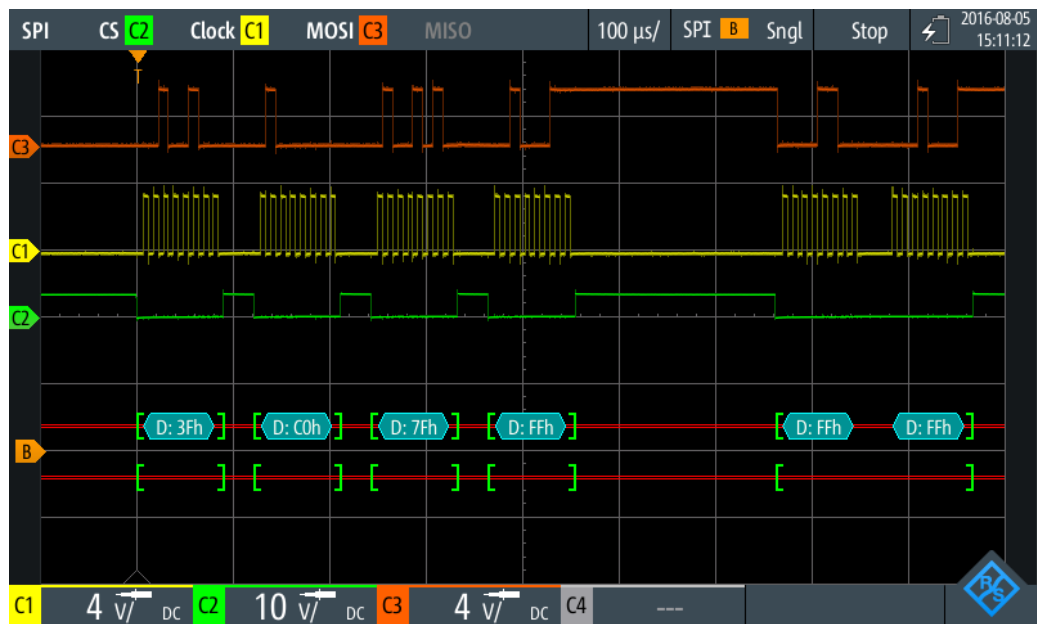 SPI CS C2 Clock C1 MOSI C3 MISO 100 µs/ SPI B Sngl Stop 2016-08-05
15:11:12
T
C3
C1
C2
D: 3Fh D: C0h D: 7Fh D: FFh D: FFh D: FFh
B
C1 4 V/ DC C2 10 V/ DC C3 4 V/ DC C4 ---
R&S